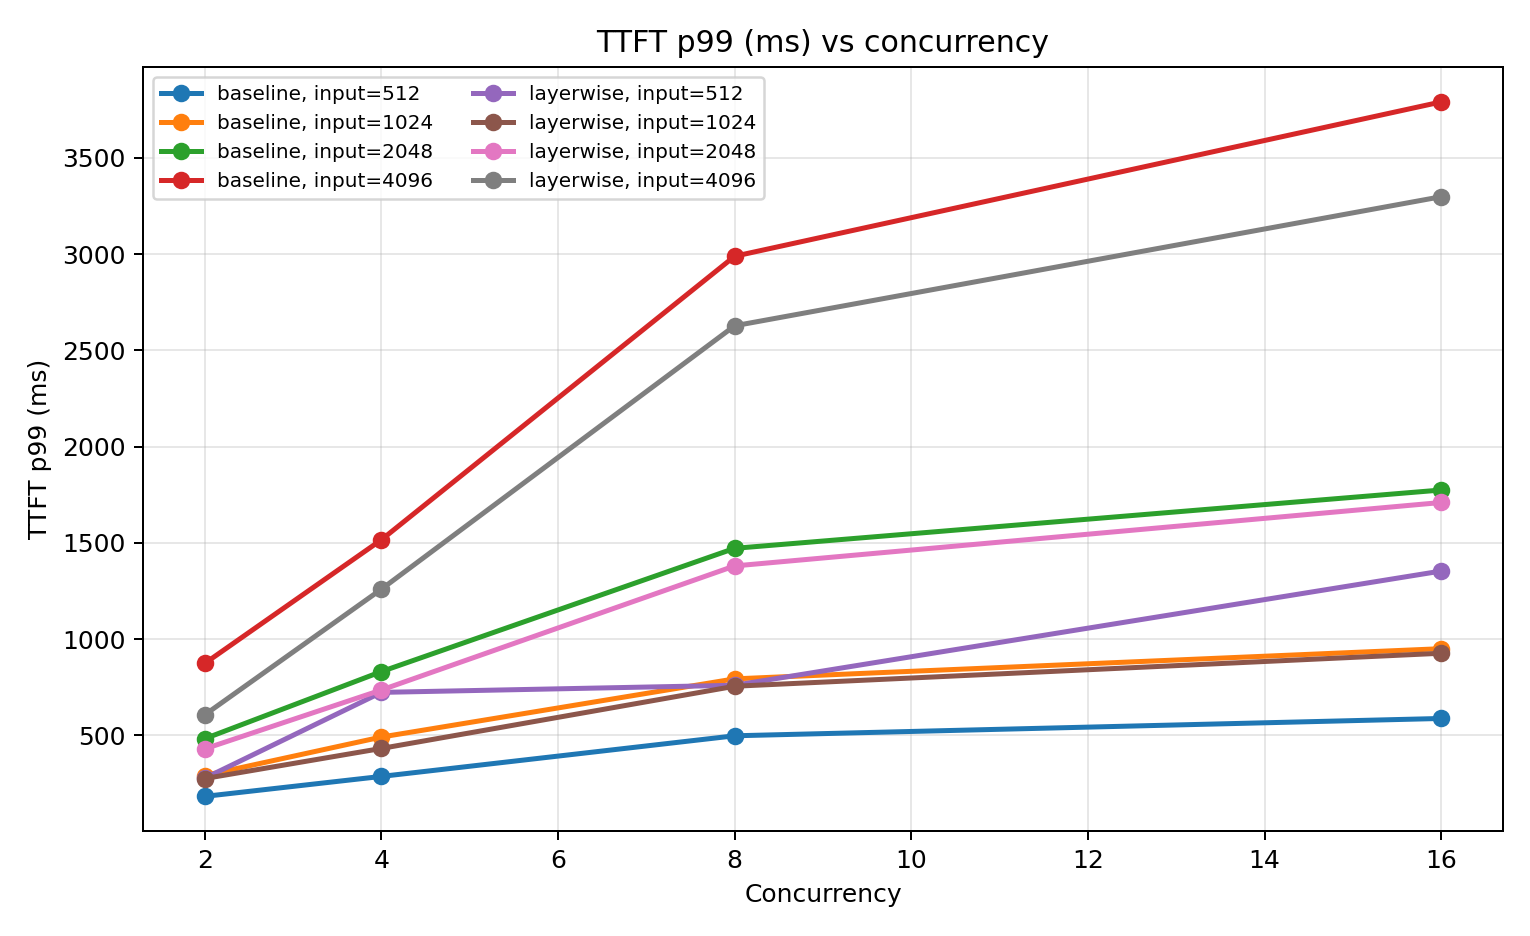 TTFT p99 (ms) vs concurrency
baseline, input=512
baseline, input=1024
baseline, input=2048
baseline, input=4096
layerwise, input=512
layerwise, input=1024
layerwise, input=2048
layerwise, input=4096
TTFT p99 (ms)
3500
3000
2500
2000
1500
1000
500
2 4 6 8 10 12 14 16
Concurrency